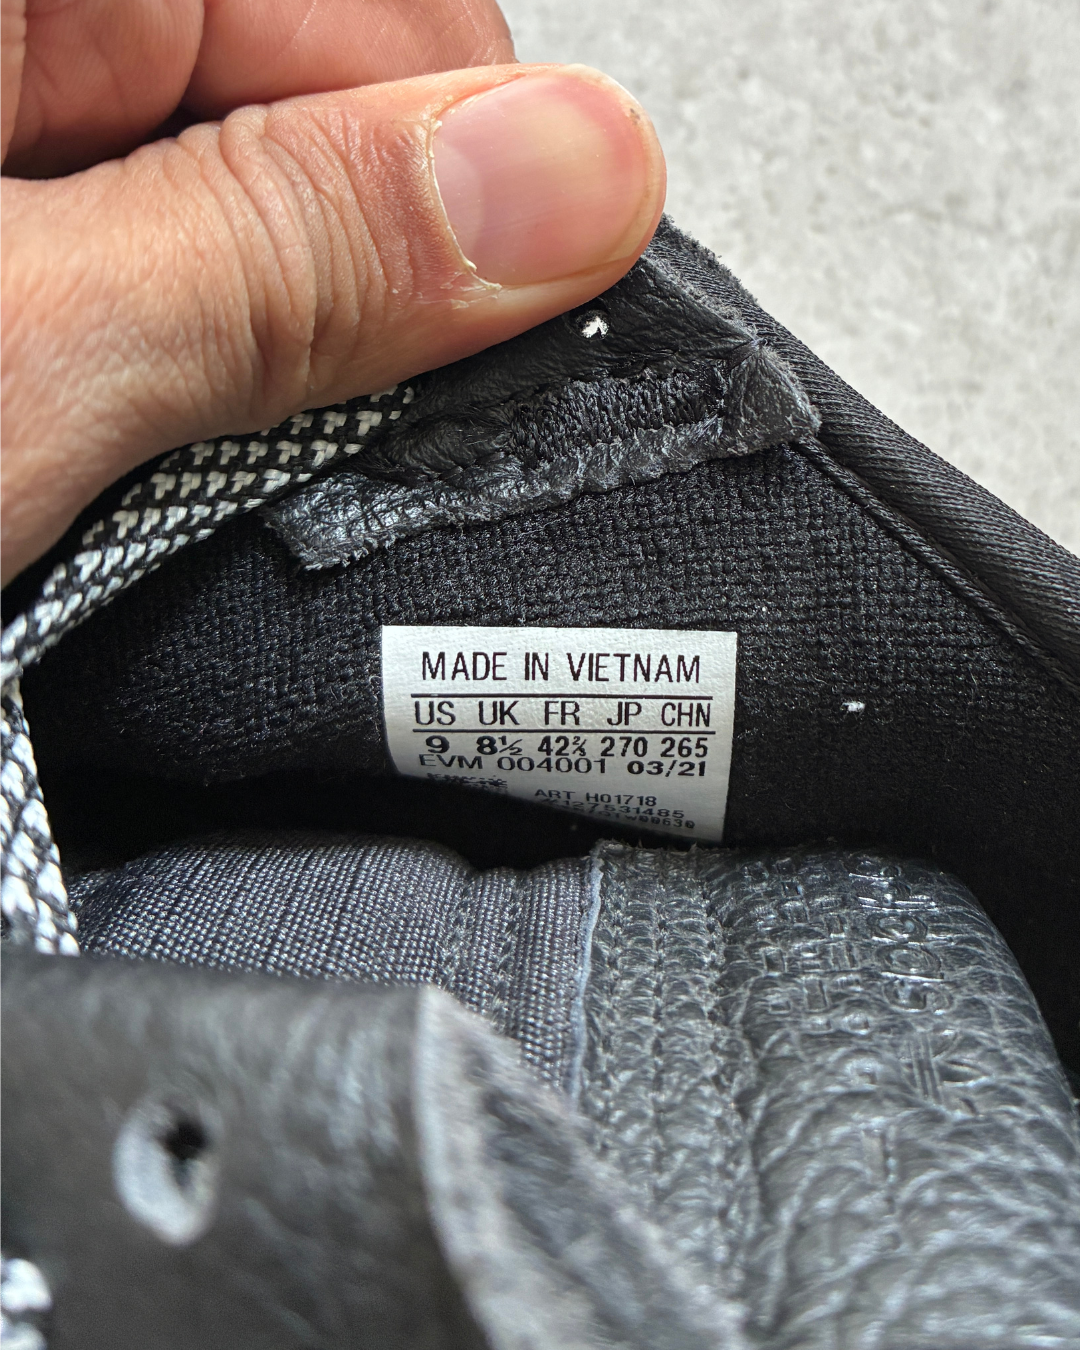 MADE IN VIETNAM
US UK FR JP CHN
9 8½ 42⅔ 270 265
EVM 004001 03/21
ART H01718